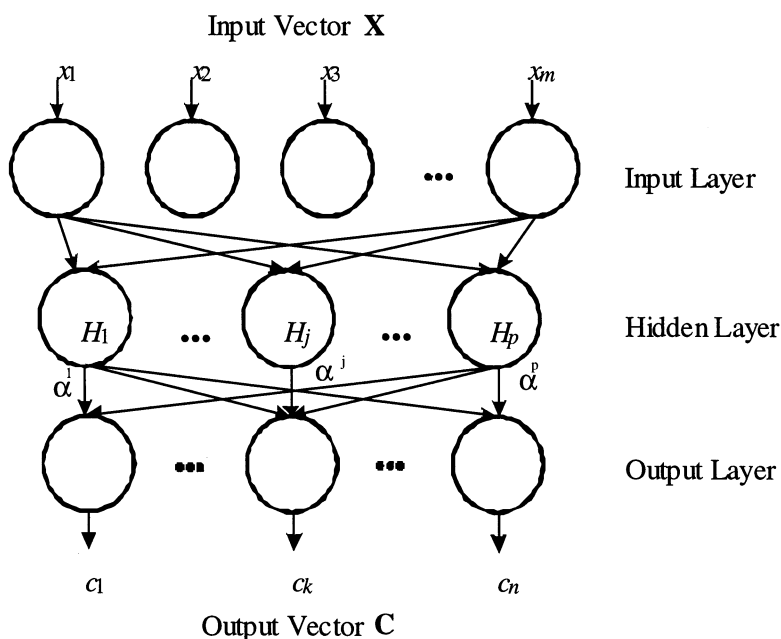 Input Vector X
x1 x2 x3 xm
... Input Layer
H1 ... Hj ... Hp Hidden Layer
α1 αj αp
... ... Output Layer
c1 ck cn
Output Vector C